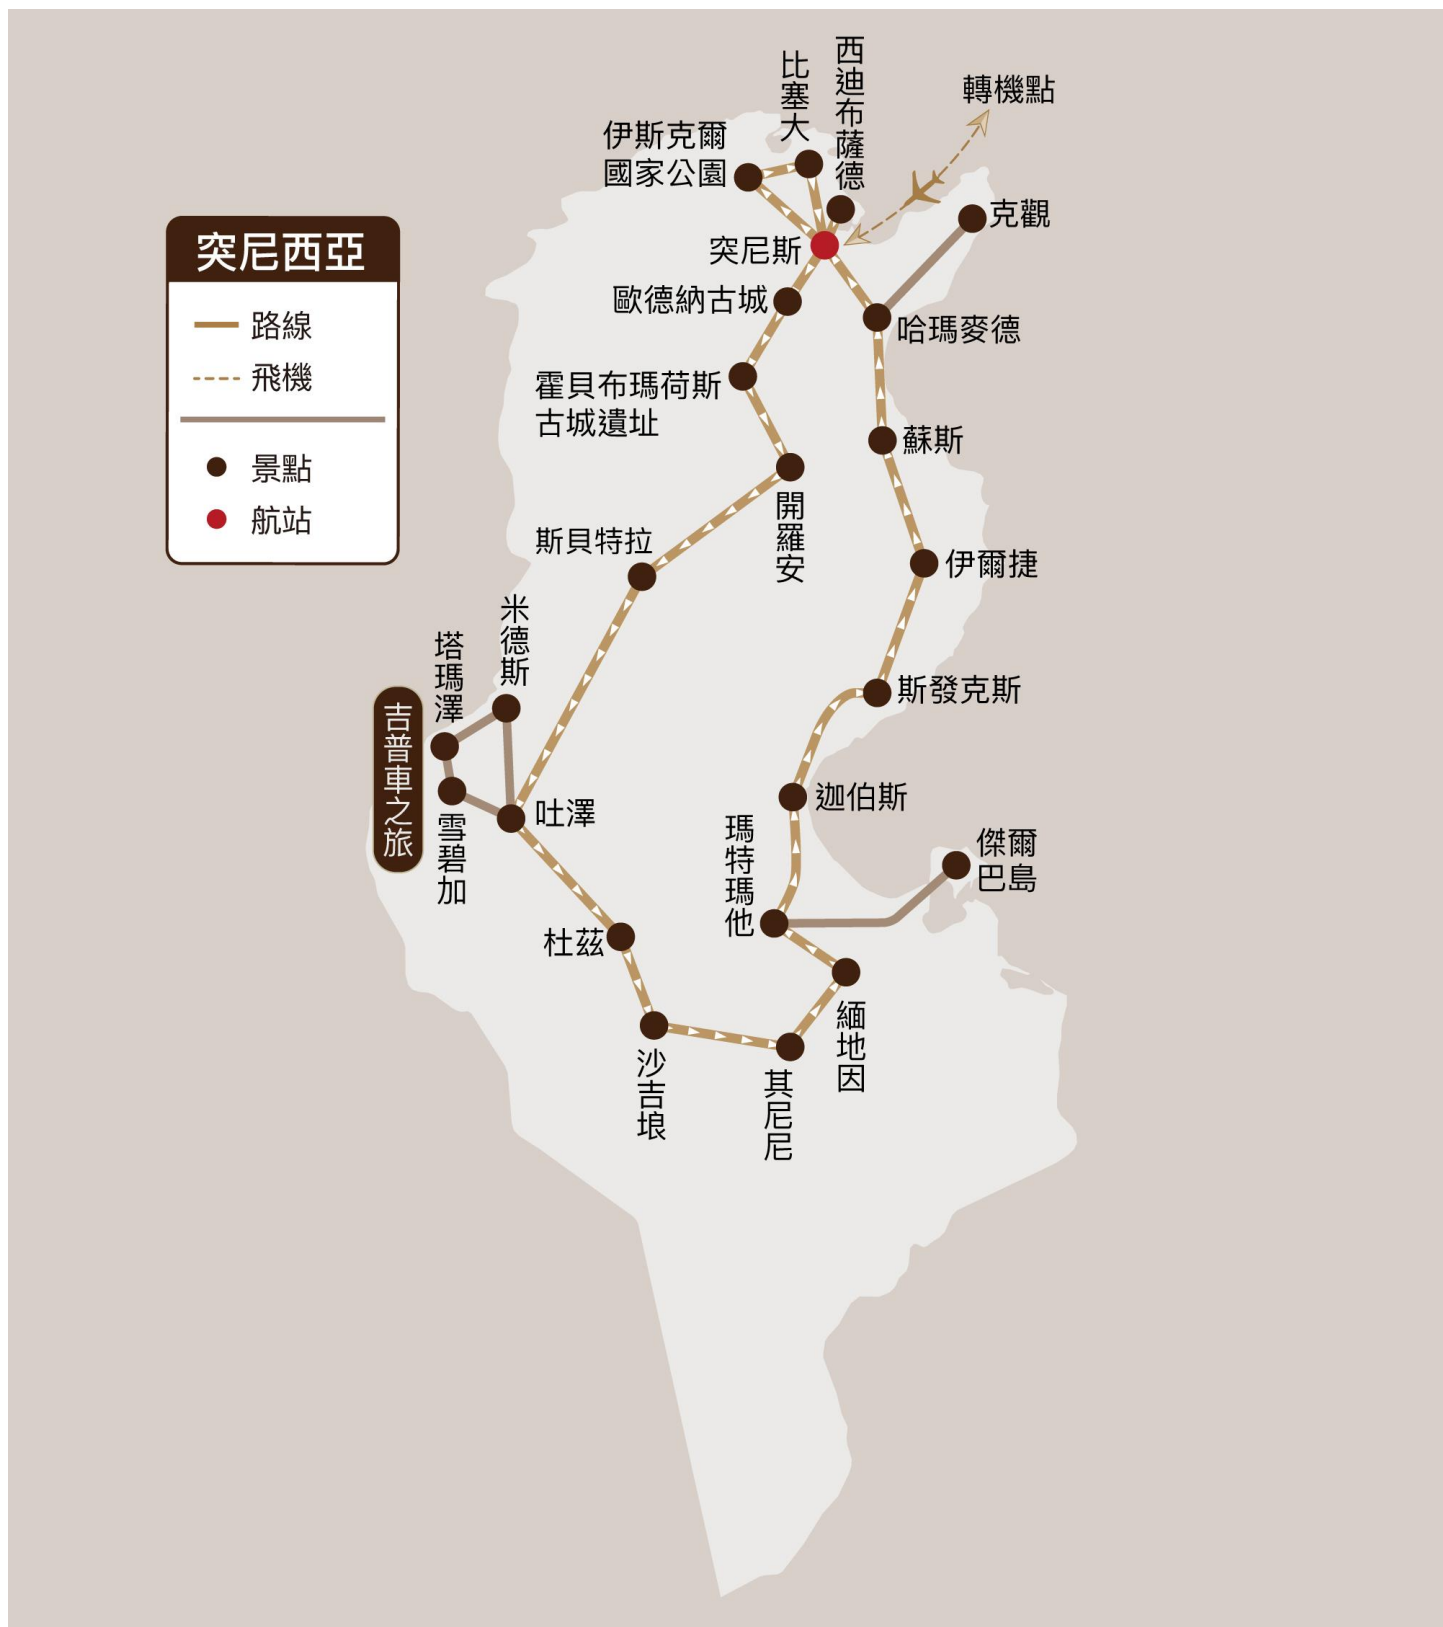 突尼西亞
路線
飛機
景點
航站
轉機點
西迪布薩德
比塞大
伊斯克爾
國家公園
克觀
突尼斯
歐德納古城
哈瑪麥德
霍貝布瑪荷斯
古城遺址
蘇斯
開羅安
斯貝特拉
伊爾捷
米德斯
塔瑪澤
斯發克斯
吉普車之旅
吐澤
雪碧加
迦伯斯
瑪特瑪他
傑爾
巴島
杜茲
緬地因
沙吉埌
其尼尼